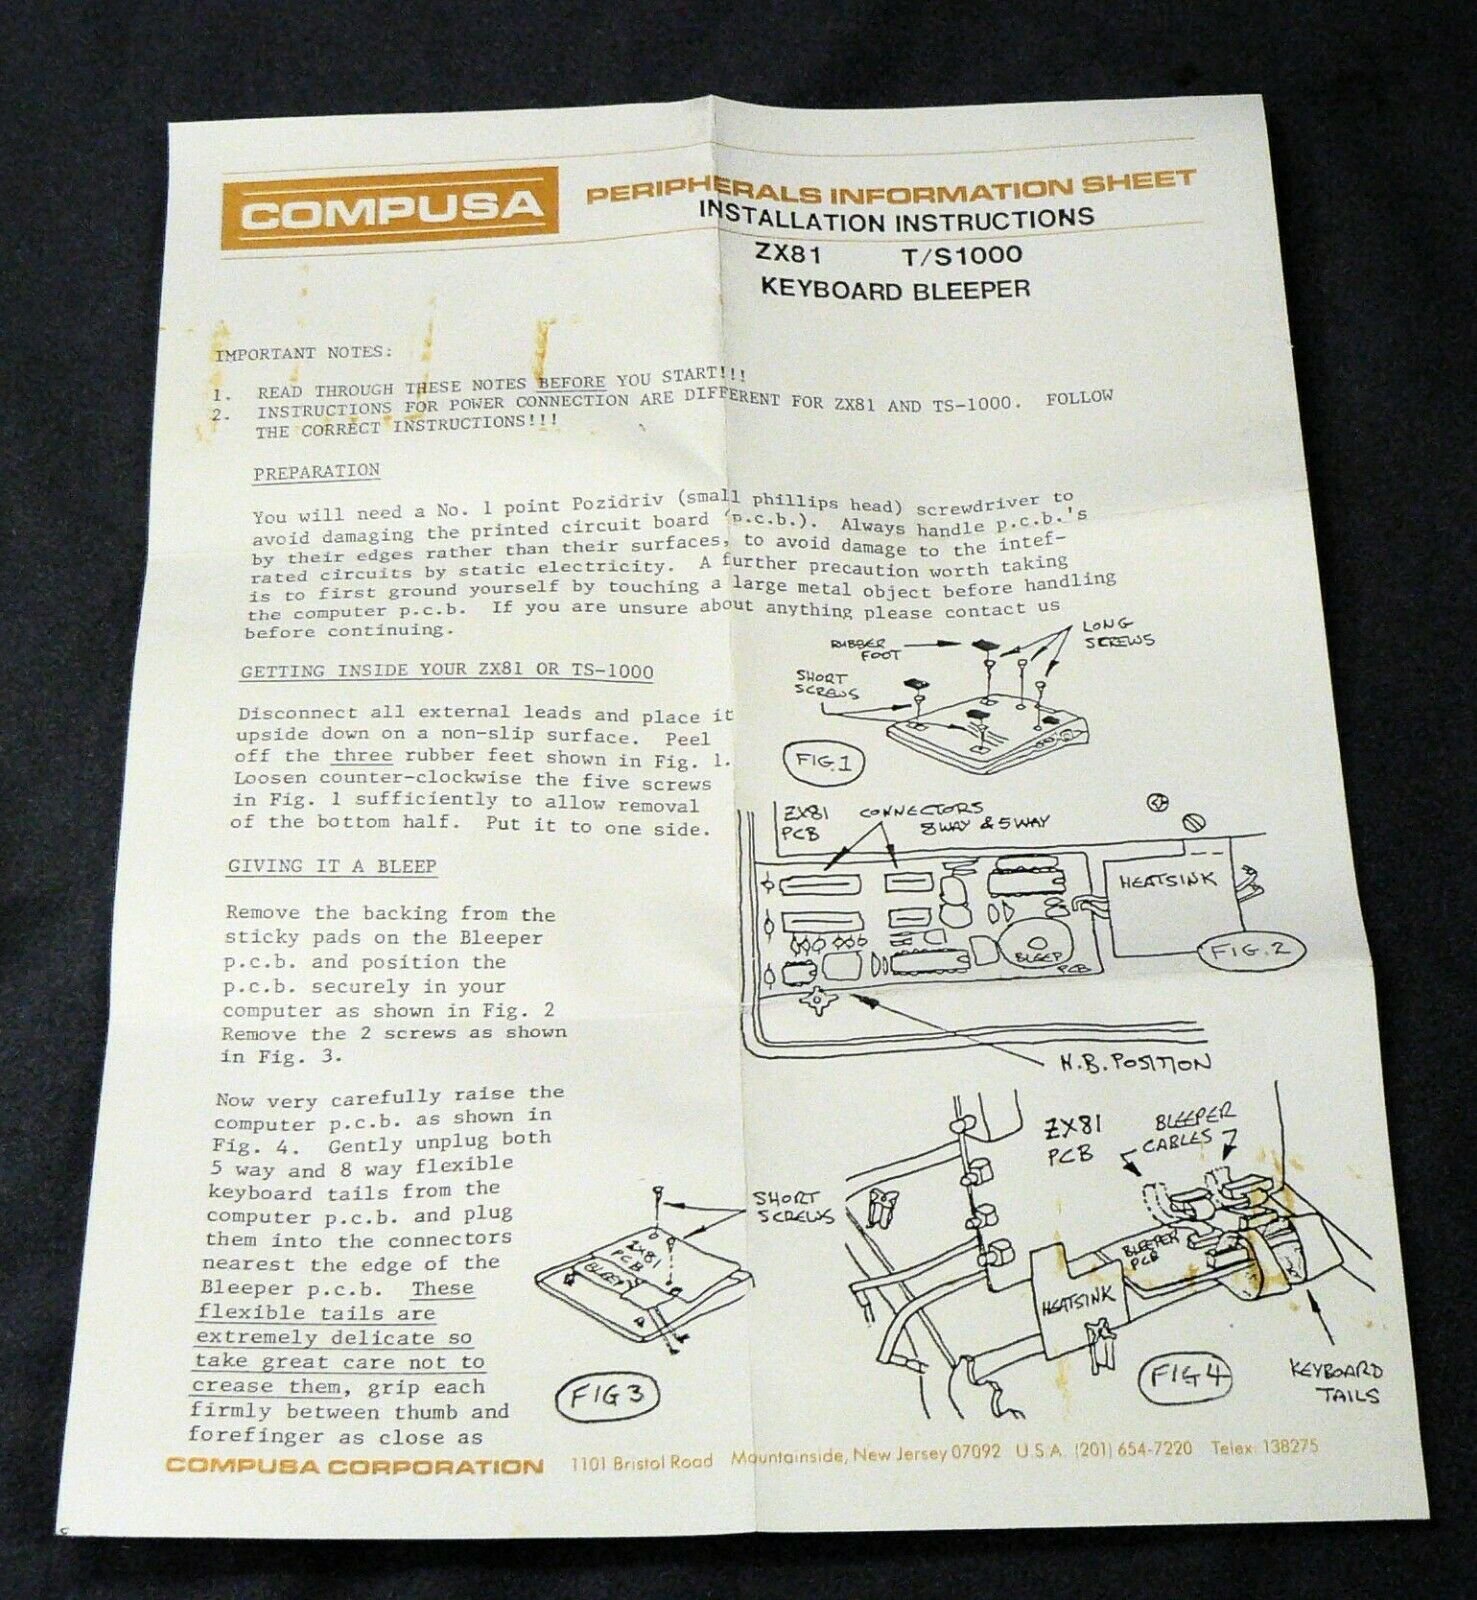 COMPUSA
PERIPHERALS INFORMATION SHEET
INSTALLATION INSTRUCTIONS
ZX81 T/S1000
KEYBOARD BLEEPER
IMPORTANT NOTES:
1. READ THROUGH THESE NOTES BEFORE YOU START!!!
2. INSTRUCTIONS FOR POWER CONNECTION ARE DIFFERENT FOR ZX81 AND TS-1000. FOLLOW
THE CORRECT INSTRUCTIONS!!!
PREPARATION
You will need a No. 1 point Pozidriv (small phillips head) screwdriver to
avoid damaging the printed circuit board (p.c.b.). Always handle p.c.b.'s
by their edges rather than their surfaces, to avoid damage to the intef-
rated circuits by static electricity. A further precaution worth taking
is to first ground yourself by touching a large metal object before handling
the computer p.c.b. If you are unsure about anything please contact us
before continuing.
GETTING INSIDE YOUR ZX81 OR TS-1000
Disconnect all external leads and place it
upside down on a non-slip surface. Peel
off the three rubber feet shown in Fig. 1.
Loosen counter-clockwise the five screws
in Fig. 1 sufficiently to allow removal
of the bottom half. Put it to one side.
RUBBER
FOOT
LONG
SCREWS
SHORT
SCREWS
FIG.1
GIVING IT A BLEEP
Remove the backing from the
sticky pads on the Bleeper
p.c.b. and position the
p.c.b. securely in your
computer as shown in Fig. 2
Remove the 2 screws as shown
in Fig. 3.
ZX81
PCB
CONNECTORS
8 WAY & 5 WAY
HEATSINK
BLEEP
PCB
FIG.2
N.B. POSITION
Now very carefully raise the
computer p.c.b. as shown in
Fig. 4. Gently unplug both
5 way and 8 way flexible
keyboard tails from the
computer p.c.b. and plug
them into the connectors
nearest the edge of the
Bleeper p.c.b. These
flexible tails are
extremely delicate so
take great care not to
crease them, grip each
firmly between thumb and
forefinger as close as
SHORT
SCREWS
ZX81
PCB
BLEEP
FIG 3
ZX81
PCB
BLEEPER
CABLES
BLEEPER
PCB
HEATSINK
FIG 4
KEYBOARD
TAILS
COMPUSA CORPORATION 1101 Bristol Road Mountainside, New Jersey 07092 U.S.A. (201) 654-7220 Telex: 138275